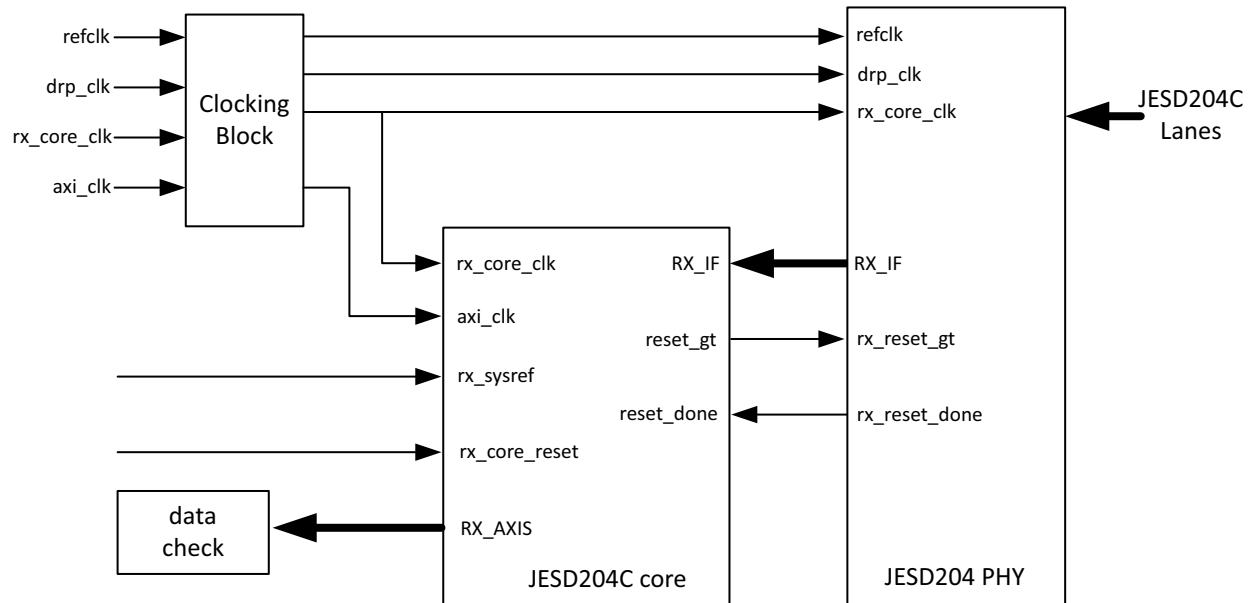 refclk
drp_clk
rx_core_clk
axi_clk
Clocking
Block
refclk
drp_clk
rx_core_clk
JESD204C
Lanes
rx_core_clk
axi_clk
rx_sysref
rx_core_reset
RX_AXIS
RX_IF
reset_gt
reset_done
JESD204C core
RX_IF
rx_reset_gt
rx_reset_done
JESD204 PHY
data
check